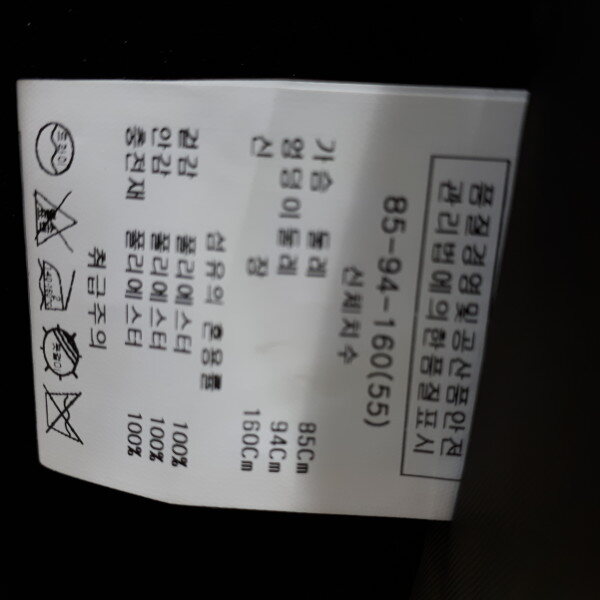 품질경영및공산품안전
관리법에의한품질표시
85-94-160(55)
신체치수
가슴 둘레 85Cm
엉덩이둘레 94Cm
신 장 160Cm
섬유의 혼용률
겉감 폴리에스터 100%
안감 폴리에스터 100%
충전재 폴리에스터 100%
취급주의
드라이